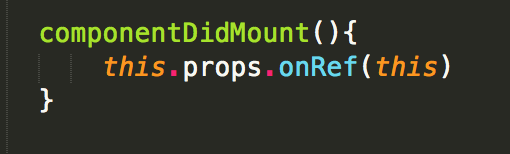 componentDidMount(){
    this.props.onRef(this)
}